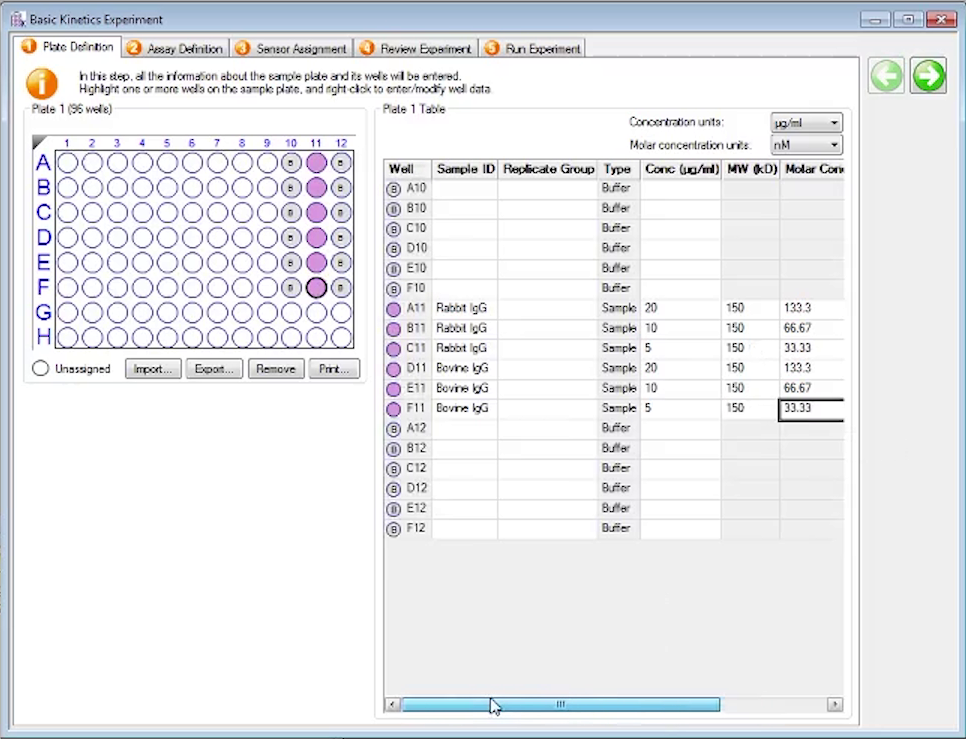 Basic Kinetics Experiment
1 Plate Definition 2 Assay Definition 3 Sensor Assignment 4 Review Experiment 5 Run Experiment
In this step, all the information about the sample plate and its wells will be entered.
Highlight one or more wells on the sample plate, and right-click to enter/modify well data.
Plate 1 (96 wells)
1 2 3 4 5 6 7 8 9 10 11 12
A B B
B B B
C B B
D B B
E B B
F B B
G
H
Unassigned Import... Export... Remove Print...
Plate 1 Table
Concentration units: µg/ml
Molar concentration units: nM
Well Sample ID Replicate Group Type Conc (µg/ml) MW (kD) Molar Conc
B A10 Buffer
B B10 Buffer
B C10 Buffer
B D10 Buffer
B E10 Buffer
B F10 Buffer
A11 Rabbit IgG Sample 20 150 133.3
B11 Rabbit IgG Sample 10 150 66.67
C11 Rabbit IgG Sample 5 150 33.33
D11 Bovine IgG Sample 20 150 133.3
E11 Bovine IgG Sample 10 150 66.67
F11 Bovine IgG Sample 5 150 33.33
B A12 Buffer
B B12 Buffer
B C12 Buffer
B D12 Buffer
B E12 Buffer
B F12 Buffer